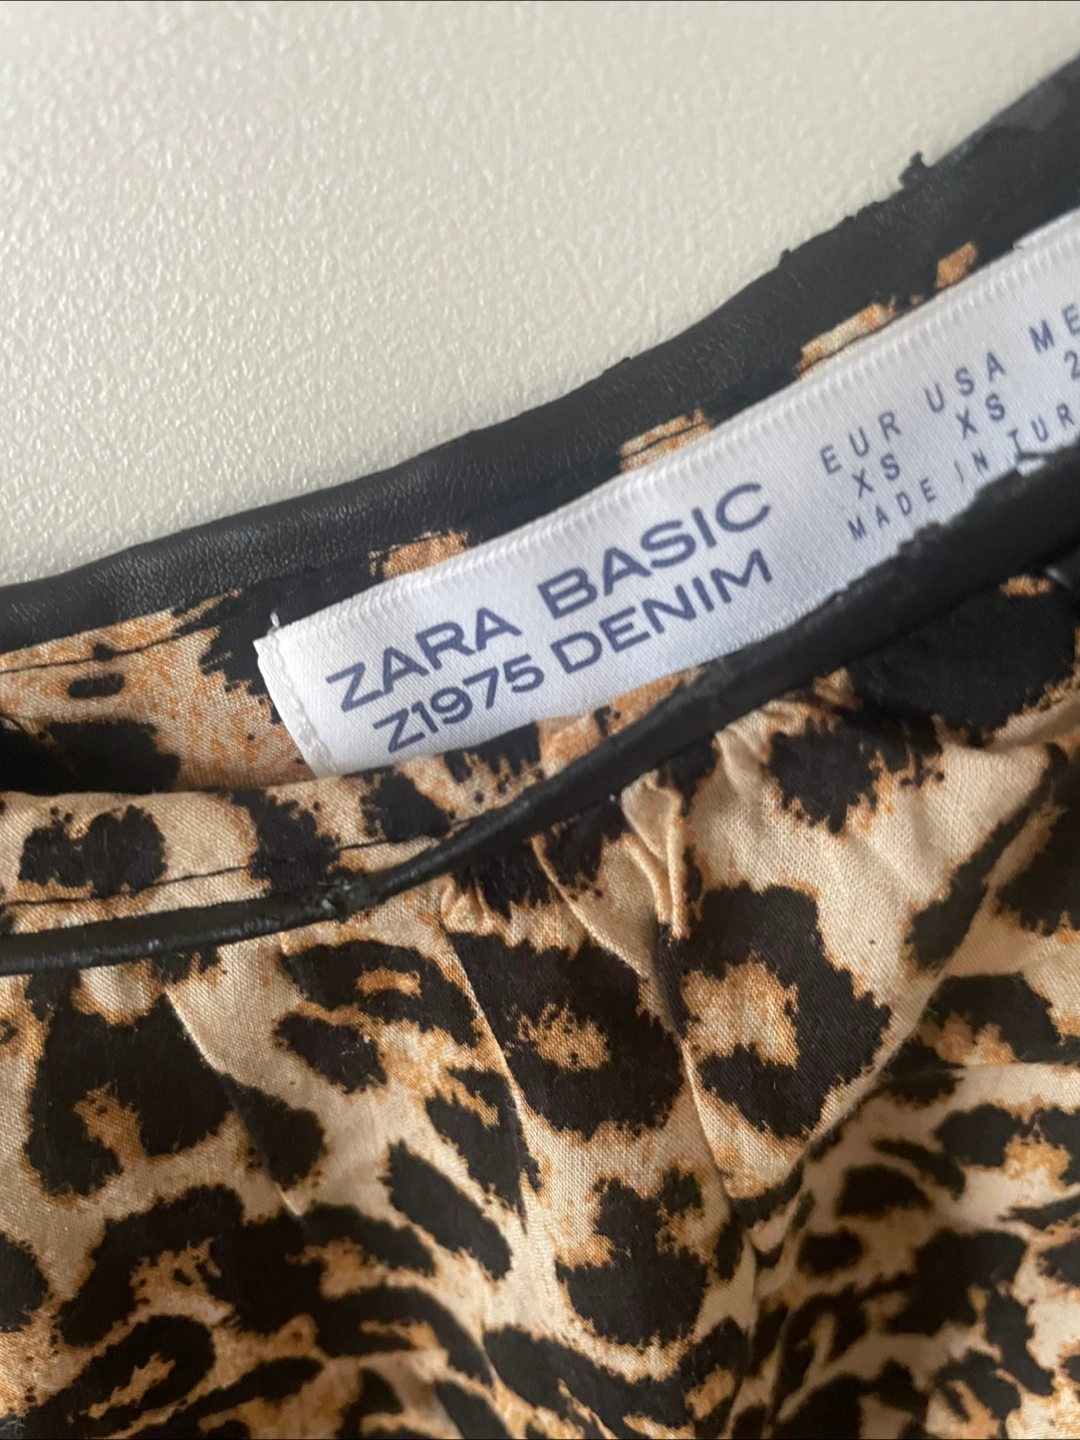 ZARA BASIC
Z1975 DENIM
EUR USA
XS XS
MADE IN